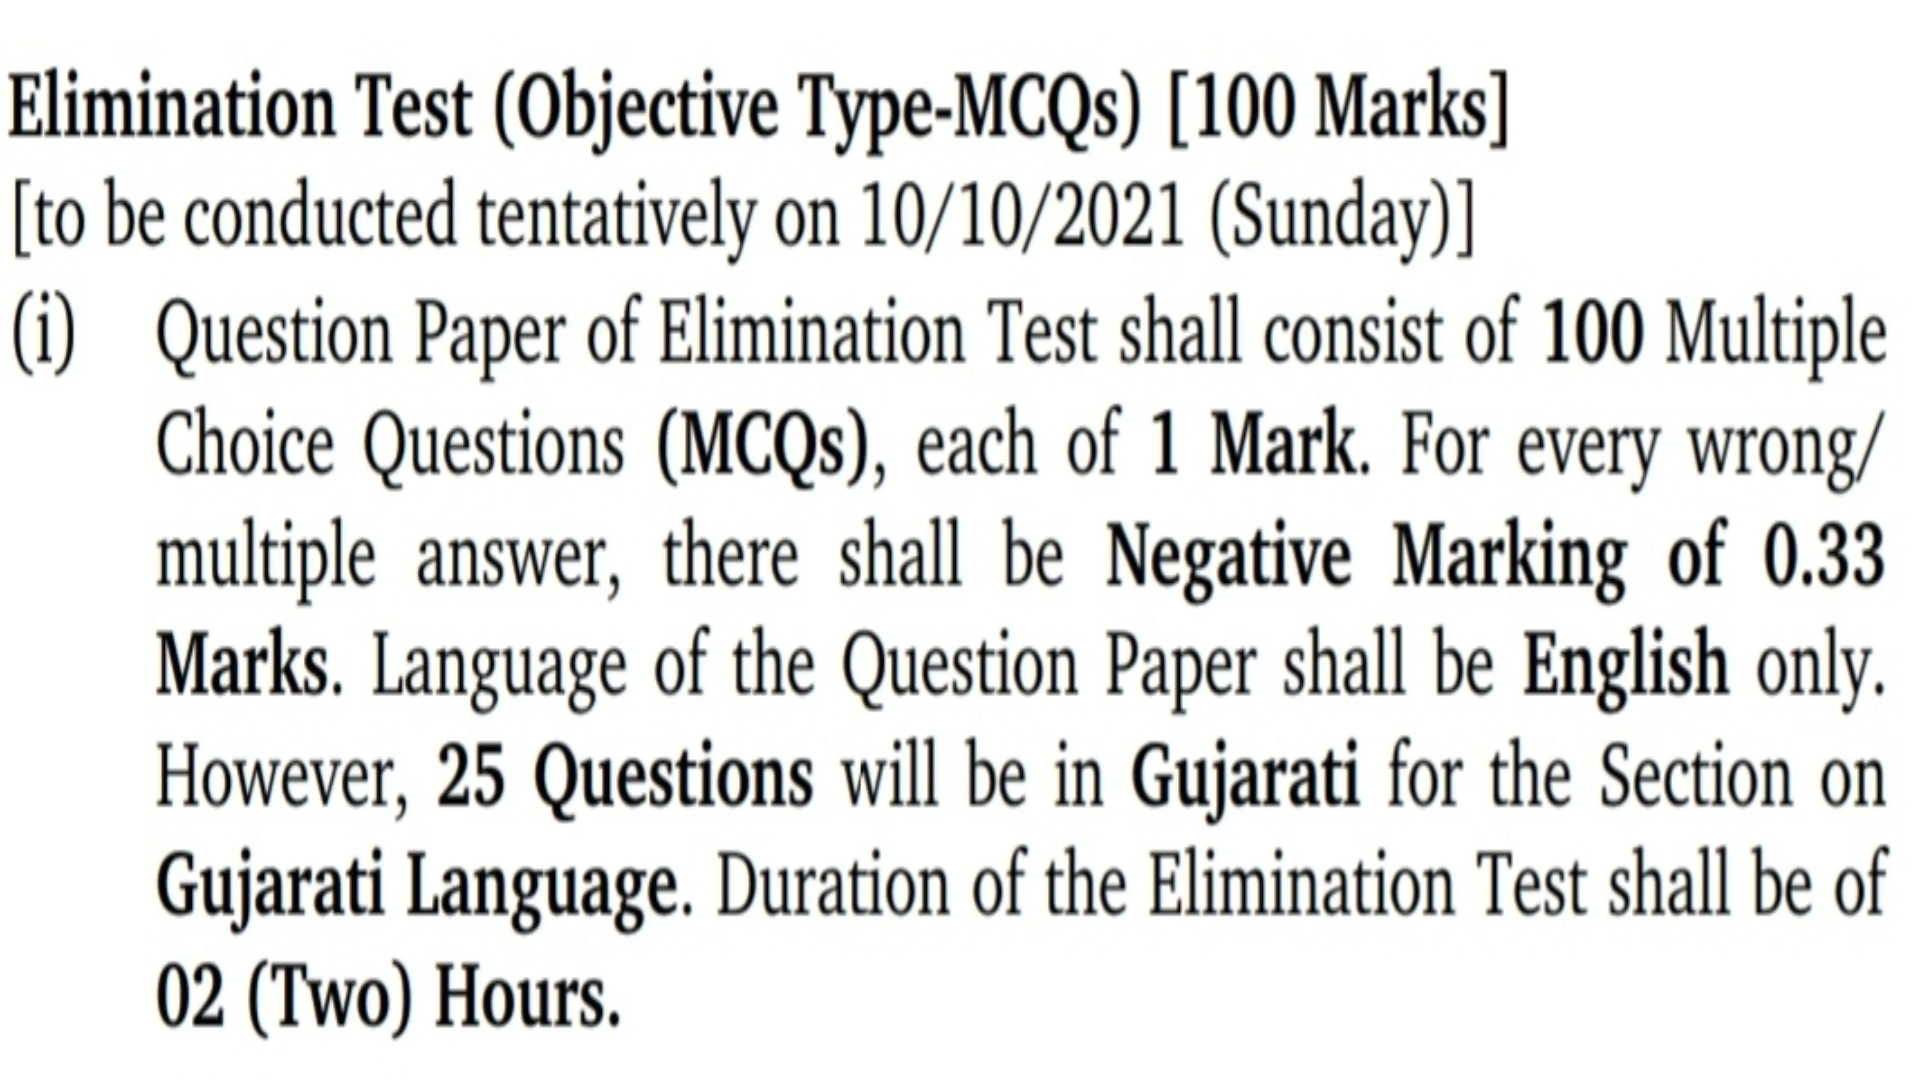 Elimination Test (Objective Type-MCQs) [100 Marks]
[to be conducted tentatively on 10/10/2021 (Sunday)]
(i) Question Paper of Elimination Test shall consist of 100 Multiple
Choice Questions (MCQs), each of 1 Mark. For every wrong/
multiple answer, there shall be Negative Marking of 0.33
Marks. Language of the Question Paper shall be English only.
However, 25 Questions will be in Gujarati for the Section on
Gujarati Language. Duration of the Elimination Test shall be of
02 (Two) Hours.